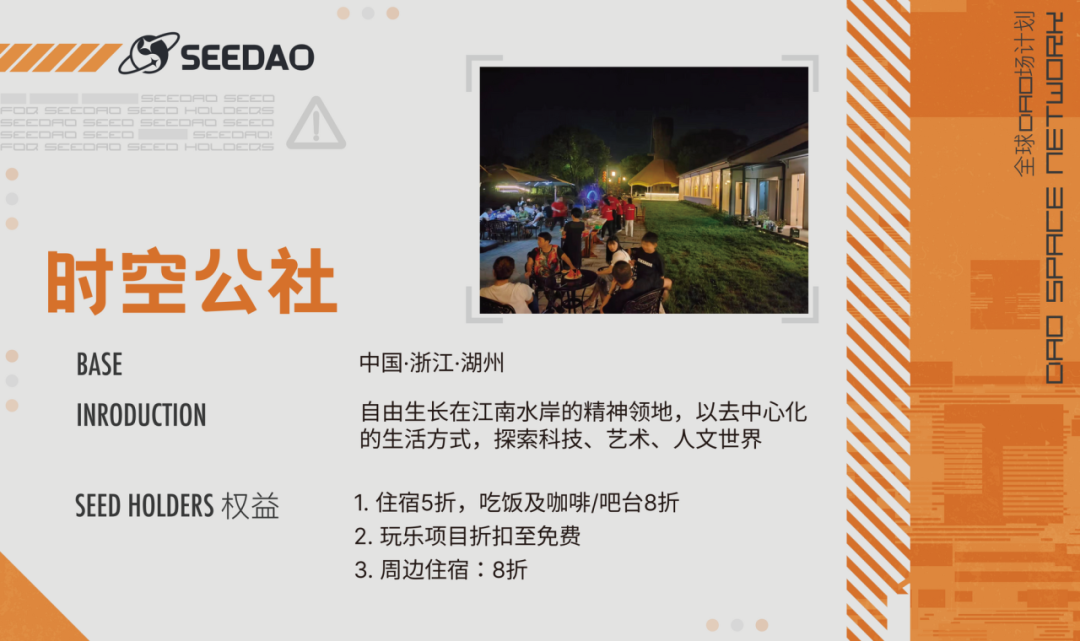 SEEDAO
SEEDAO SEED
FOR SEEDAO SEED HOLDERS
SEEDAO SEED SEEDAO SEED
SEEDAO SEED SEEDAO!
FOR SEEDAO SEED HOLDERS
时空公社
BASE
中国·浙江·湖州
INRODUCTION
自由生长在江南水岸的精神领地，以去中心化
的生活方式，探索科技、艺术、人文世界
SEED HOLDERS 权益
1. 住宿5折，吃饭及咖啡/吧台8折
2. 玩乐项目折扣至免费
3. 周边住宿：8折
全球DAO场计划
DAO SPACE NETWORK